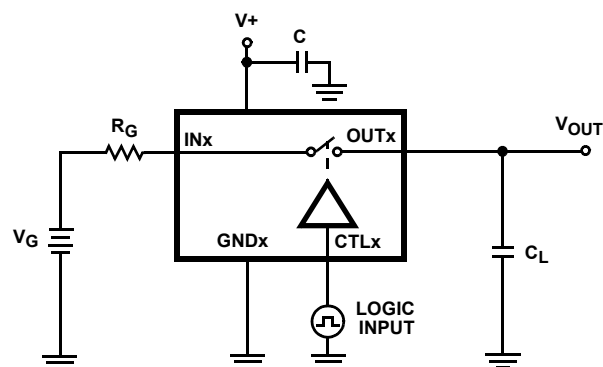 V+
C
RG
INx
OUTx
VOUT
VG
GNDx
CTLx
CL
LOGIC
INPUT